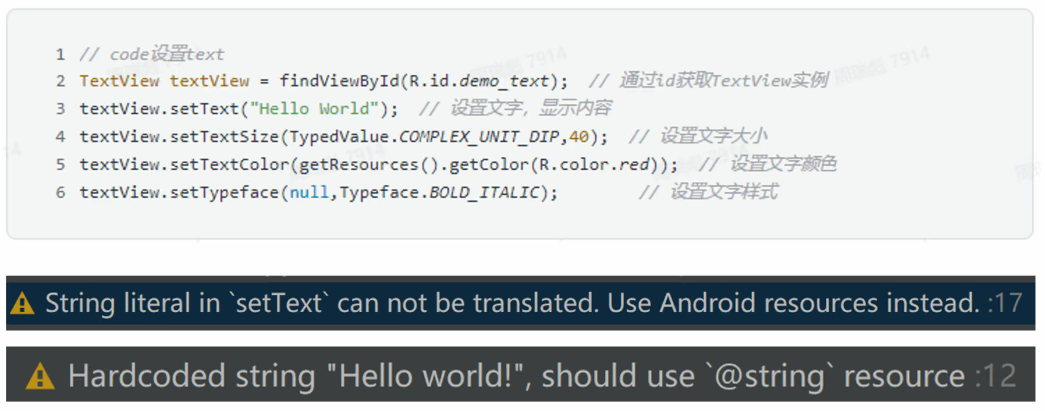 1 // code设置text
2 TextView textView = findViewById(R.id.demo_text); // 通过id获取TextView实例
3 textView.setText("Hello World"); // 设置文字，显示内容
4 textView.setTextSize(TypedValue.COMPLEX_UNIT_DIP,40); // 设置文字大小
5 textView.setTextColor(getResources().getColor(R.color.red)); // 设置文字颜色
6 textView.setTypeface(null,Typeface.BOLD_ITALIC); // 设置文字样式
String literal in `setText` can not be translated. Use Android resources instead. :17
Hardcoded string "Hello world!", should use `@string` resource :12